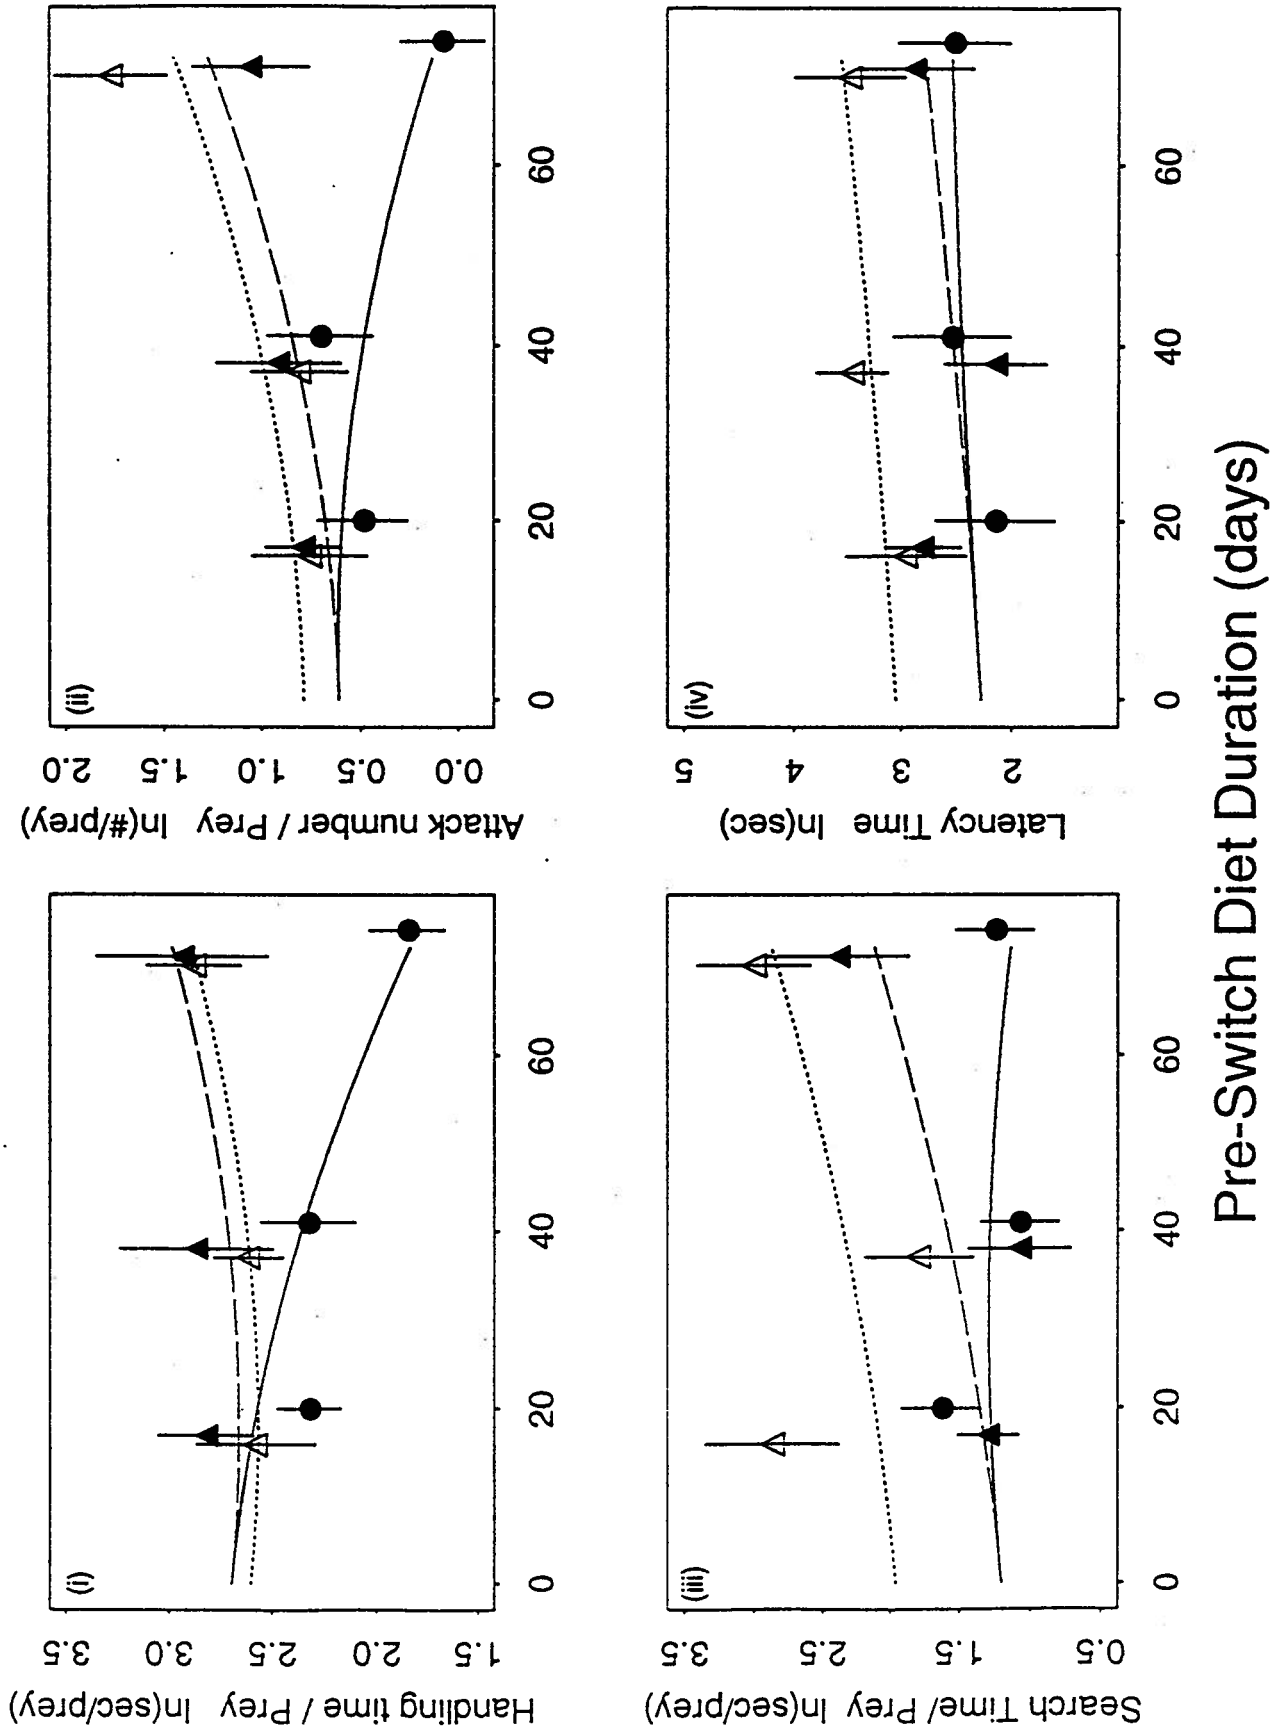 (i)
3.5
3.0
2.5
2.0
1.5
Handling time / Prey ln(sec/prey)
0 20 40 60
(ii)
2.0
1.5
1.0
0.5
0.0
Attack number / Prey ln(#/prey)
0 20 40 60
(iii)
3.5
2.5
1.5
0.5
Search Time/ Prey ln(sec/prey)
0 20 40 60
(iv)
5
4
3
2
Latency Time ln(sec)
0 20 40 60
Pre-Switch Diet Duration (days)